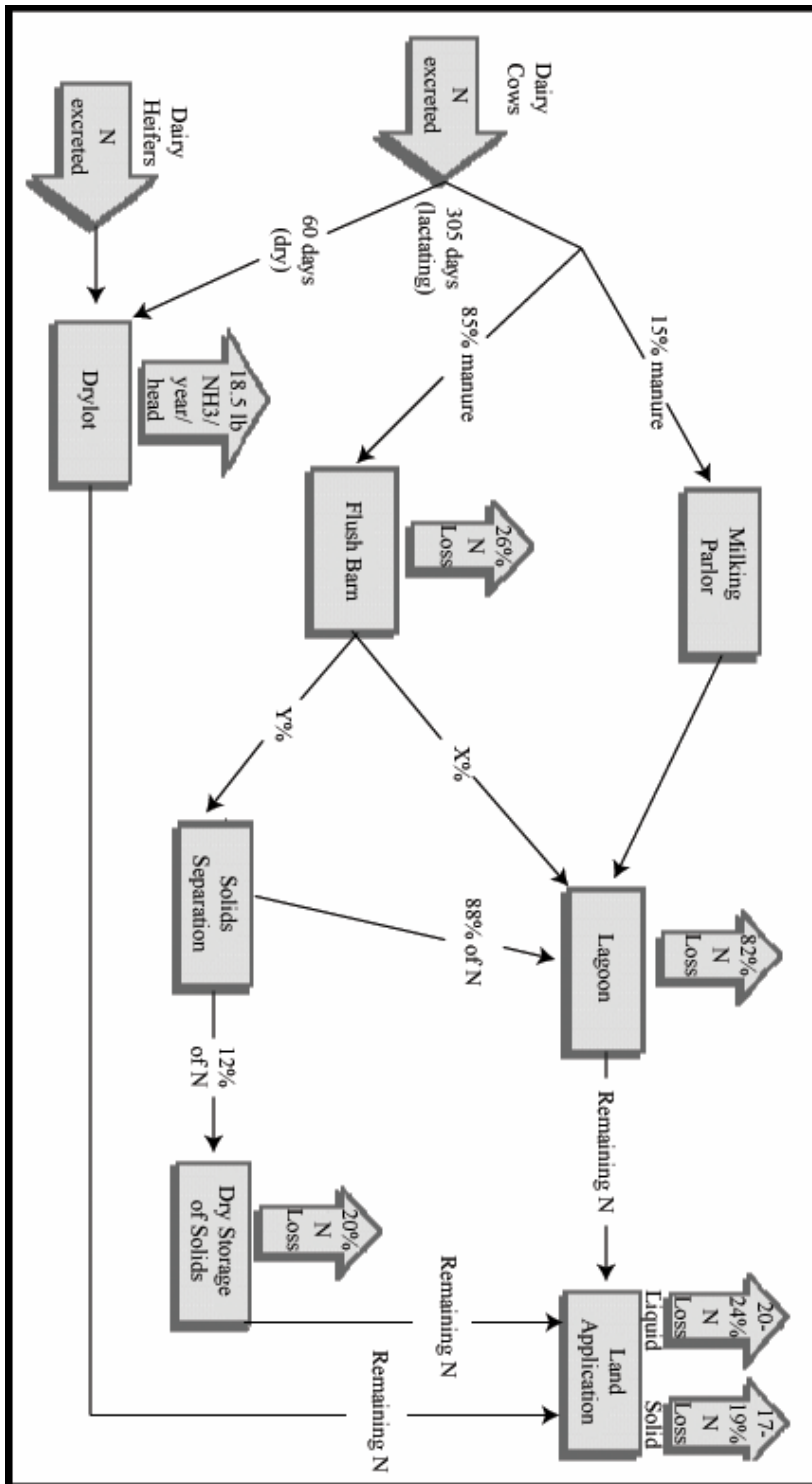 Dairy
Cows
N
excreted
Dairy
Heifers
N
excreted
305 days
(lactating)
60 days
(dry)
15% manure
85% manure
Milking
Parlor
26%
N
Loss
Flush Barn
18.5 lb
NH3/
year/
head
Drylot
X%
Y%
82%
N
Loss
Lagoon
Solids
Separation
88% of N
12%
of N
20%
N
Loss
Dry Storage
of Solids
Remaining N
Remaining N
Remaining N
20-
24%
N
Loss
Liquid
17-
19%
N
Loss
Solid
Land
Application